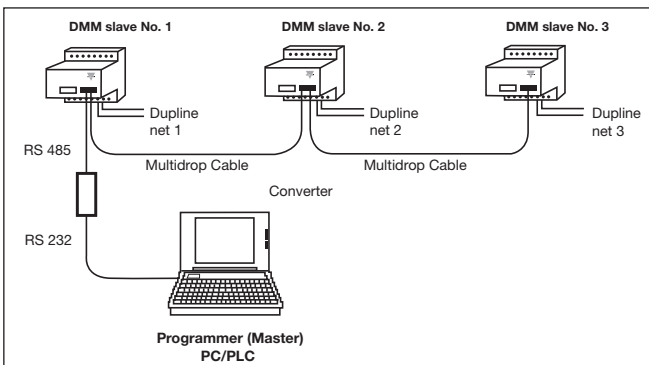 DMM slave No. 1
DMM slave No. 2
DMM slave No. 3
Dupline
net 1
Dupline
net 2
Dupline
net 3
RS 485
Multidrop Cable
Multidrop Cable
Converter
RS 232
Programmer (Master)
PC/PLC